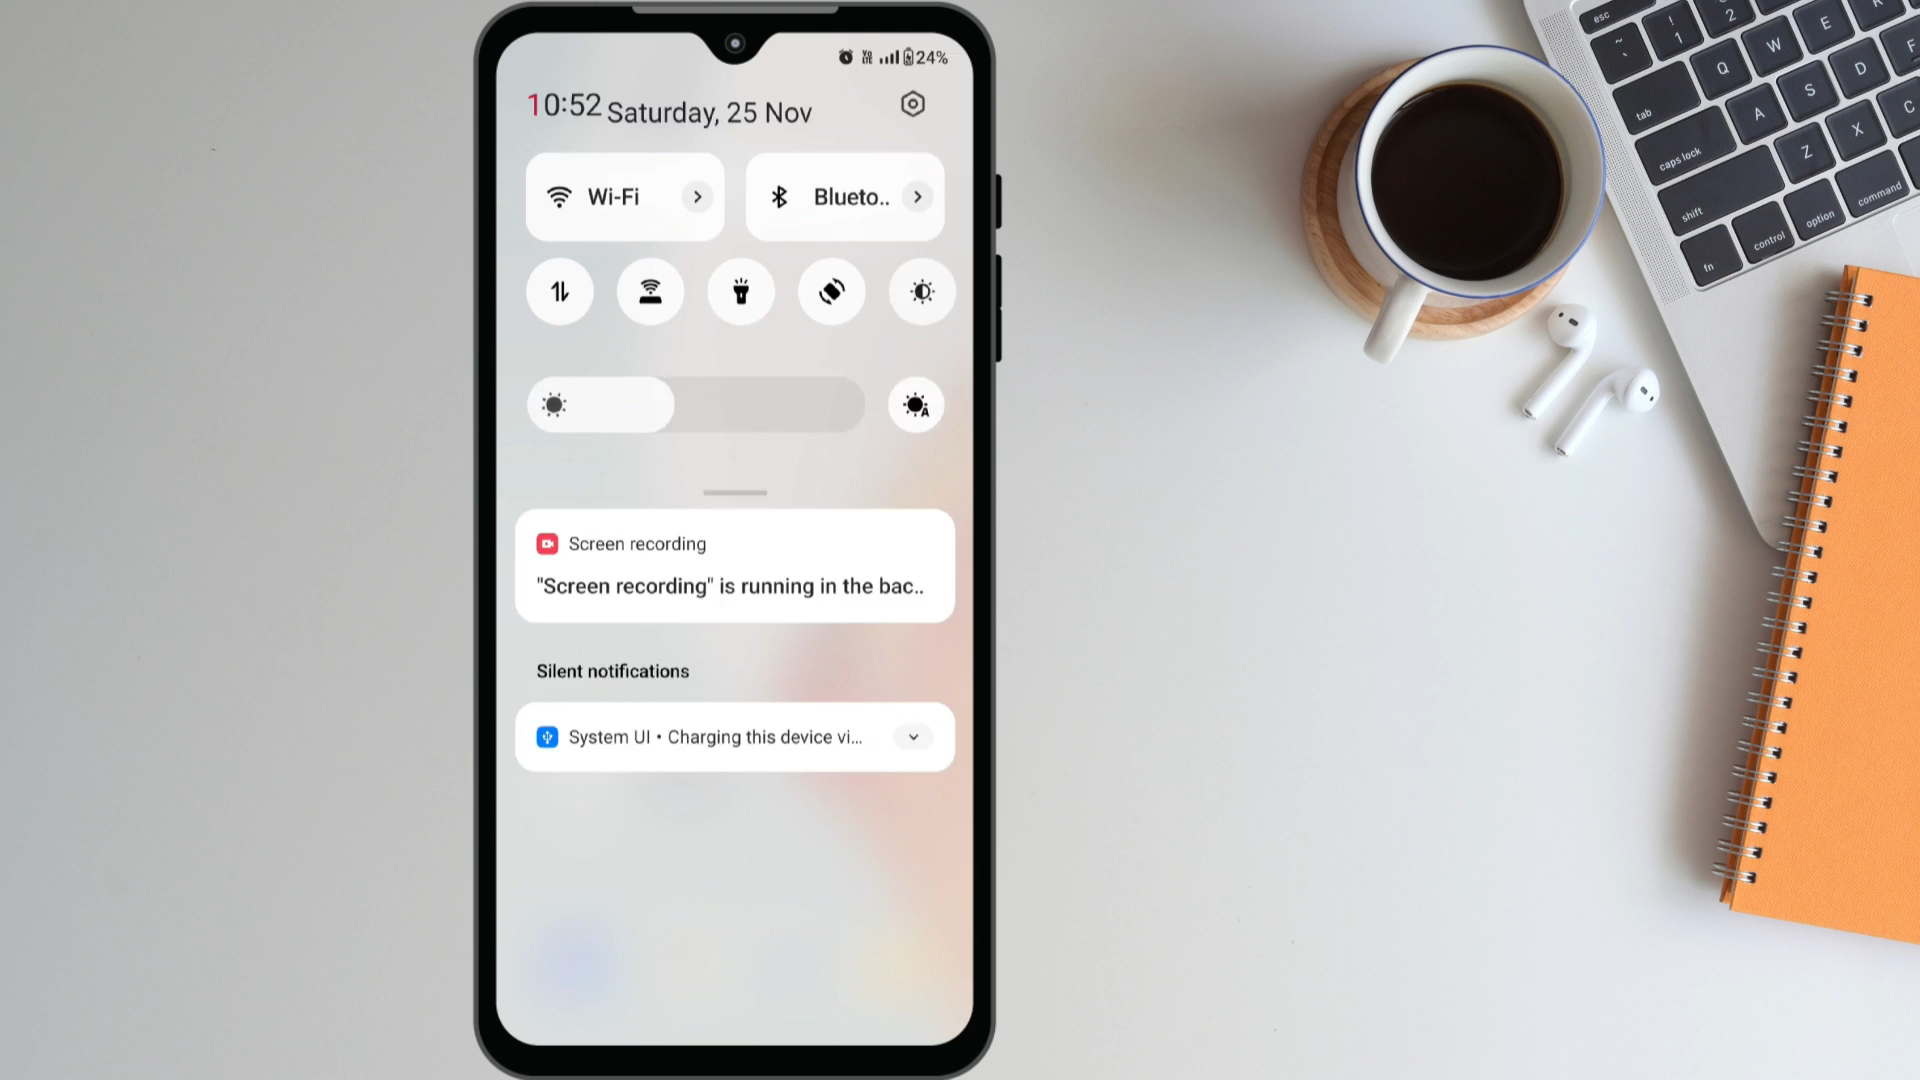 24%
10:52 Saturday, 25 Nov
Wi-Fi
Blueto..
A
Screen recording
"Screen recording" is running in the bac..
Silent notifications
System UI • Charging this device vi...
esc
~
`
!
1
2
tab
Q
W
E
R
caps lock
A
S
D
F
shift
Z
X
C
fn
control
option
command